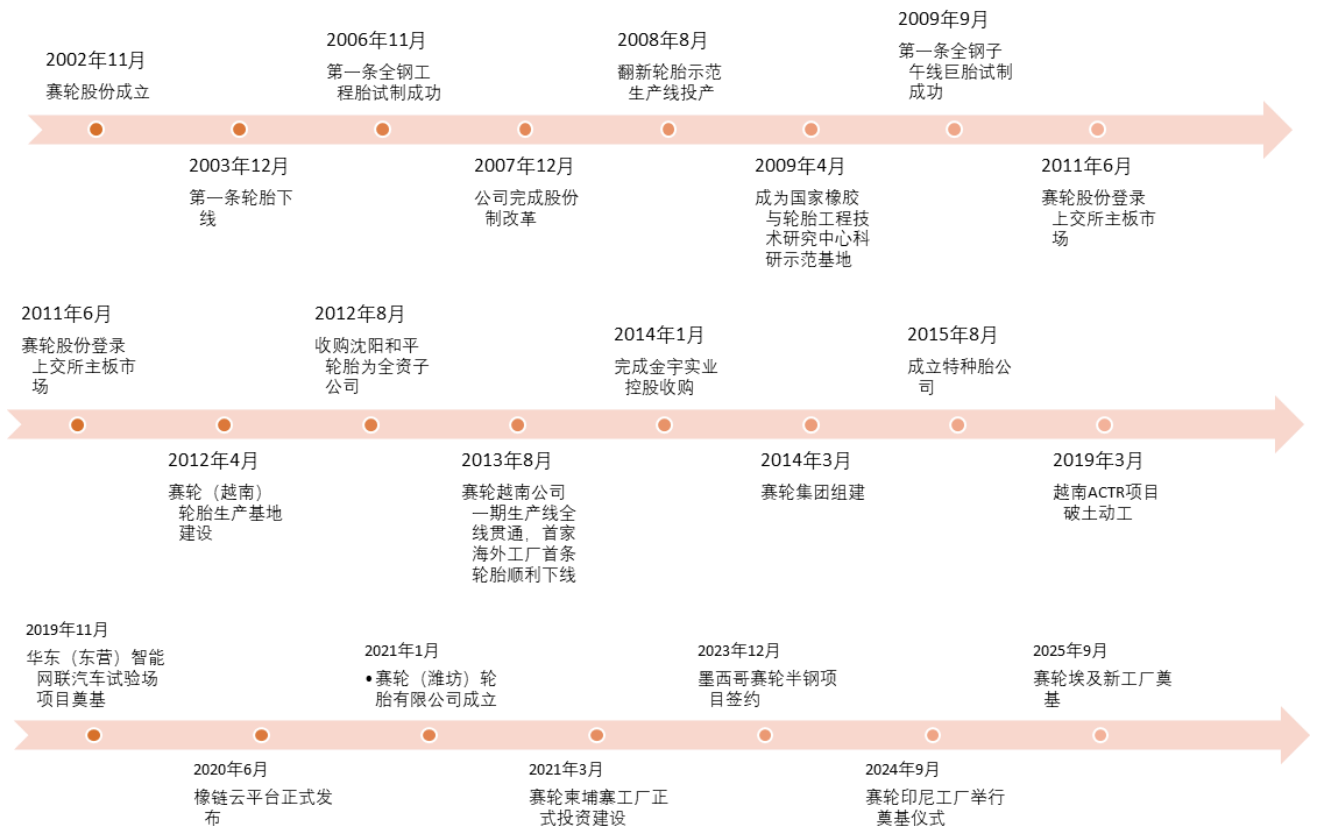 2002年11月
赛轮股份成立
2003年12月
第一条轮胎下
线
2006年11月
第一条全钢工
程胎试制成功
2007年12月
公司完成股份
制改革
2008年8月
翻新轮胎示范
生产线投产
2009年4月
成为国家橡胶
与轮胎工程技
术研究中心科
研示范基地
2009年9月
第一条全钢子
午线巨胎试制
成功
2011年6月
赛轮股份登录
上交所主板市
场
2011年6月
赛轮股份登录
上交所主板市
场
2012年4月
赛轮（越南）
轮胎生产基地
建设
2012年8月
收购沈阳和平
轮胎为全资子
公司
2013年8月
赛轮越南公司
一期生产线全
线贯通，首家
海外工厂首条
轮胎顺利下线
2014年1月
完成金宇实业
控股收购
2014年3月
赛轮集团组建
2015年8月
成立特种胎公
司
2019年3月
越南ACTR项目
破土动工
2019年11月
华东（东营）智能
网联汽车试验场
项目奠基
2020年6月
橡链云平台正式发
布
2021年1月
•赛轮（潍坊）轮
胎有限公司成立
2021年3月
赛轮柬埔寨工厂正
式投资建设
2023年12月
墨西哥赛轮半钢项
目签约
2024年9月
赛轮印尼工厂举行
奠基仪式
2025年9月
赛轮埃及新工厂奠
基